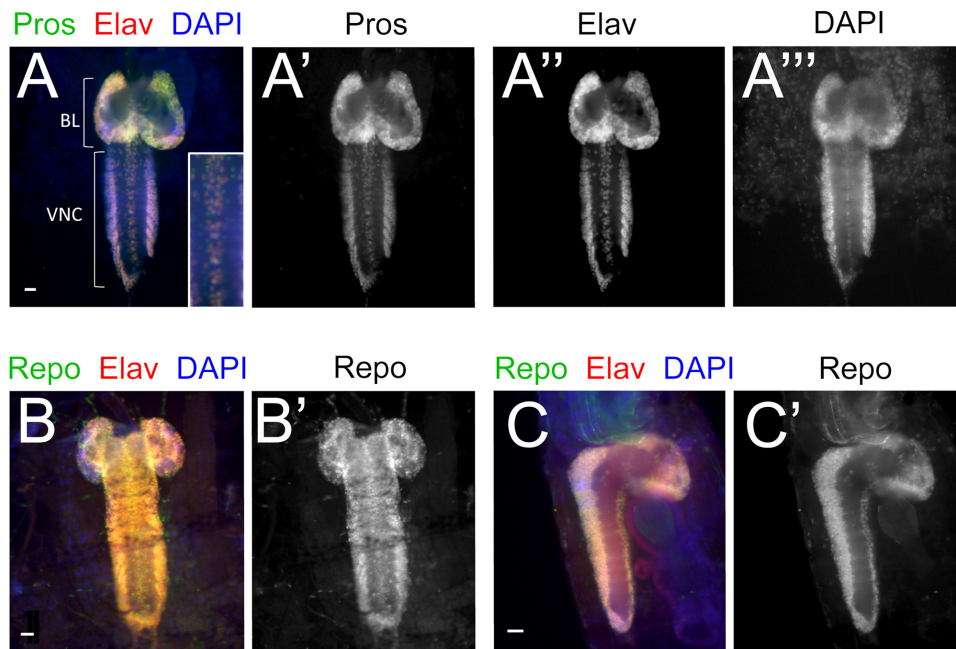 Pros Elav DAPI
Pros
Elav
DAPI
A
A'
A''
A'''
BL
VNC
Repo Elav DAPI
Repo
Repo Elav DAPI
Repo
B
B'
C
C'